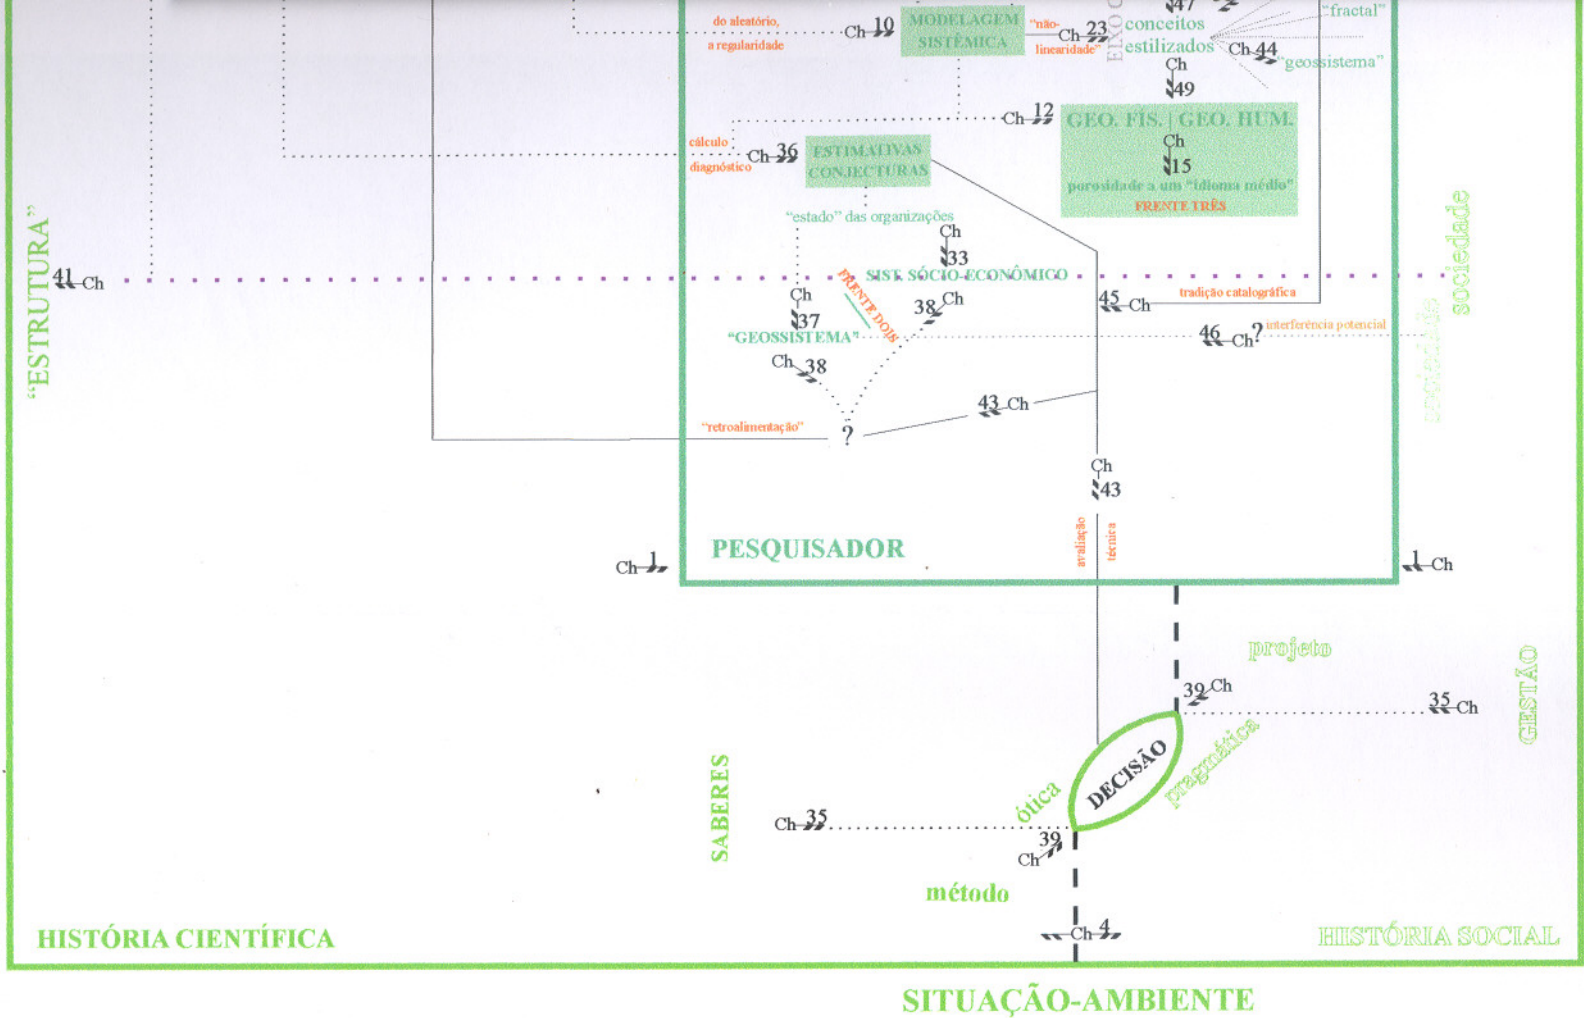 do aleatório,
a regularidade
Ch 10
MODELAGEM
SISTÊMICA
"não-
linearidade"
Ch 23
EIXO C
47
conceitos
estilizados
"fractal"
Ch 44
"geossistema"
Ch
49
Ch 12
GEO. FÍS. | GEO. HUM.
Ch
15
porosidade a um "idioma médio"
FRENTE TRÊS
cálculo
diagnóstico
Ch 36
ESTIMATIVAS
CONJECTURAS
"estado" das organizações
Ch
33
"ESTRUTURA"
41 Ch
SIST. SÓCIO-ECONÔMICO
sociedade
sociedade
FRENTE DOIS
Ch
37
38 Ch
45 Ch
tradição catalográfica
"GEOSSISTEMA"
46 Ch?
interferência potencial
Ch 38
43 Ch
"retroalimentação"
?
Ch
43
avaliação
técnica
PESQUISADOR
Ch 1
1 Ch
projeto
39 Ch
35 Ch
GESTÃO
SABERES
ótica
DECISÃO
pragmática
Ch 35
39
Ch
método
Ch 4
HISTÓRIA CIENTÍFICA
HISTÓRIA SOCIAL
SITUAÇÃO-AMBIENTE